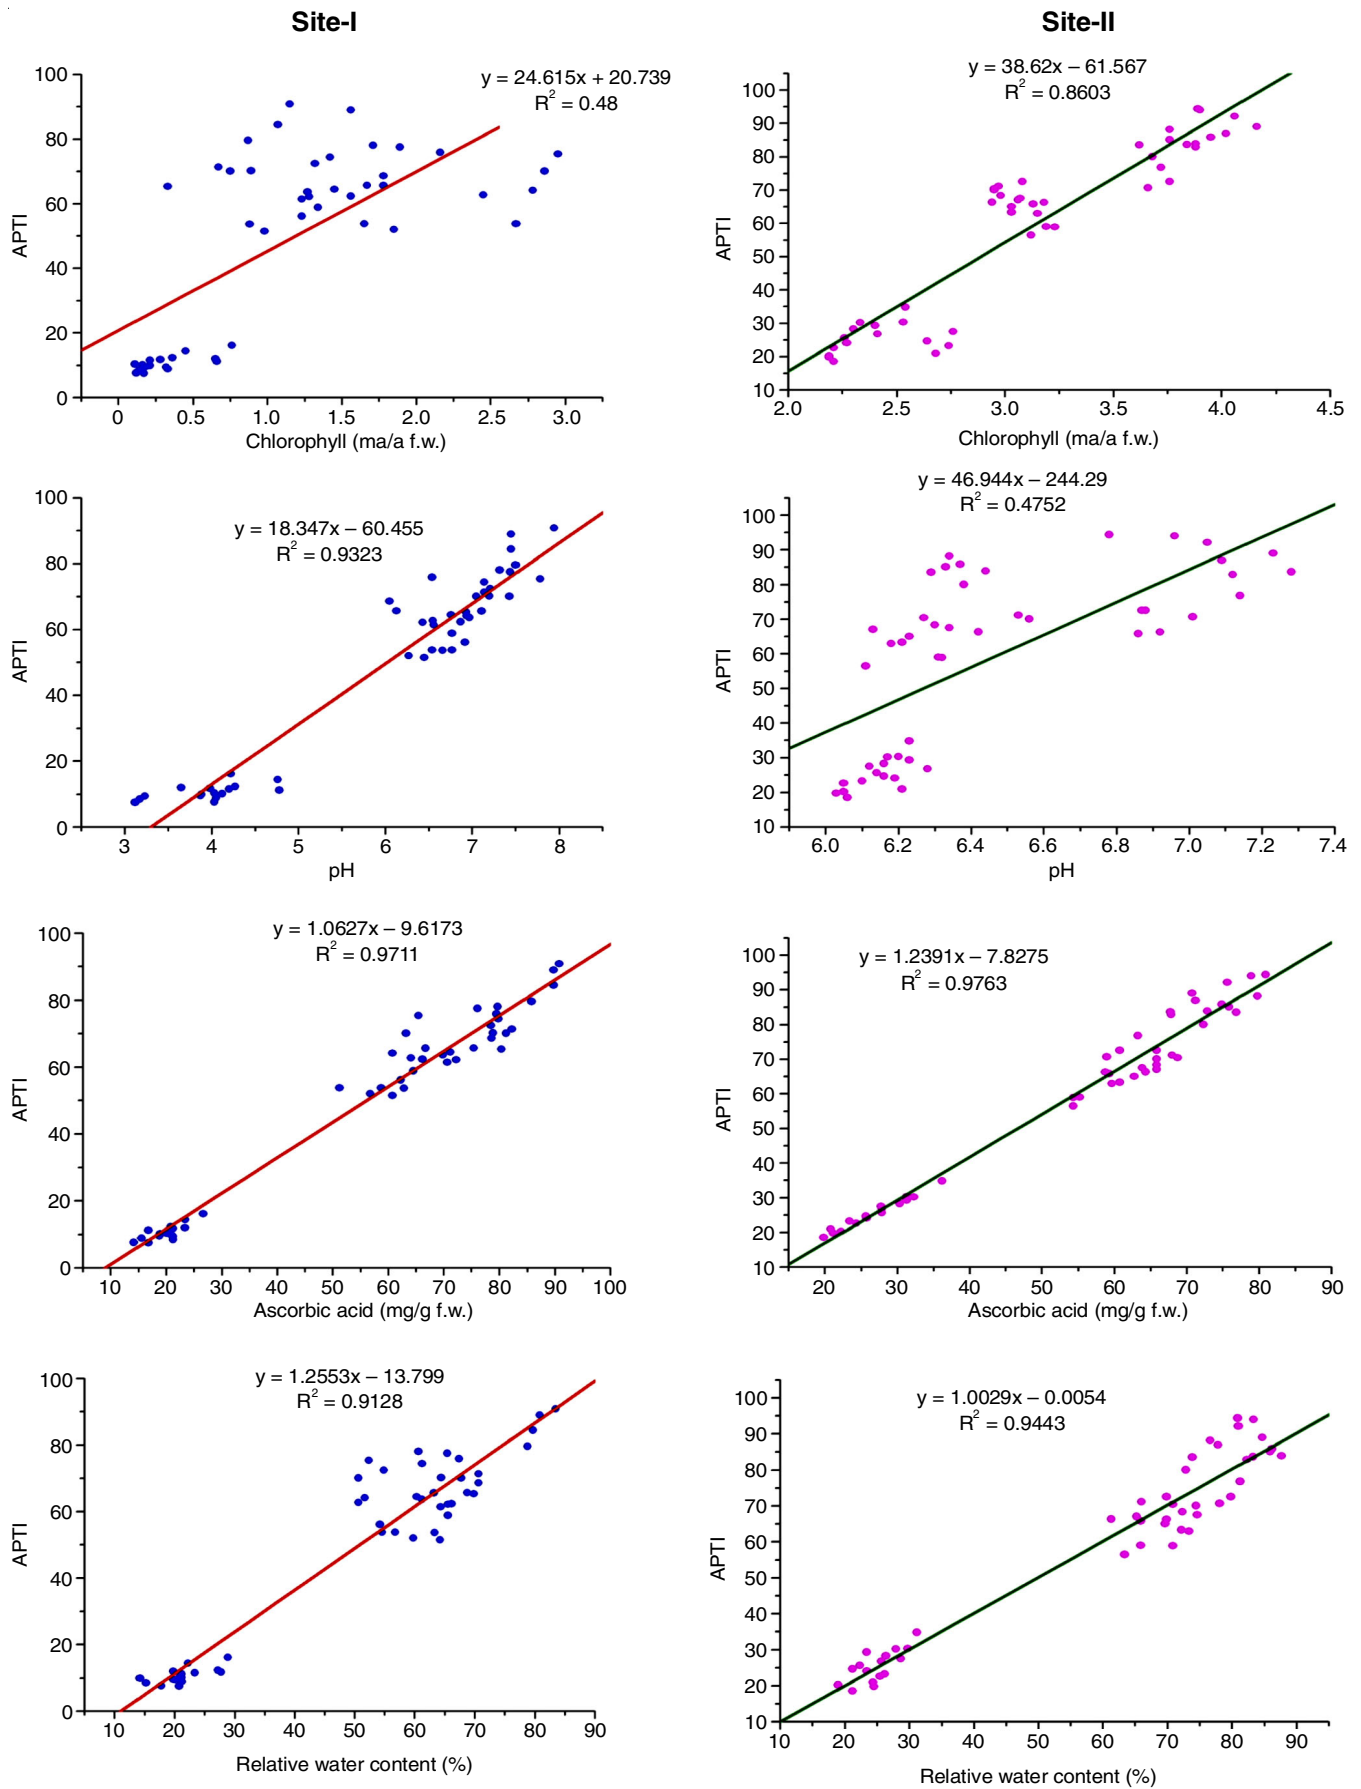 Site-I
Site-II
y = 24.615x + 20.739
R2 = 0.48
100
80
60
40
20
0
APTI
0 0.5 1.0 1.5 2.0 2.5 3.0
Chlorophyll (ma/a f.w.)
y = 38.62x – 61.567
R2 = 0.8603
100
90
80
70
60
50
40
30
20
10
APTI
2.0 2.5 3.0 3.5 4.0 4.5
Chlorophyll (ma/a f.w.)
y = 18.347x – 60.455
R2 = 0.9323
100
80
60
40
20
0
APTI
3 4 5 6 7 8
pH
y = 46.944x – 244.29
R2 = 0.4752
100
90
80
70
60
50
40
30
20
10
APTI
6.0 6.2 6.4 6.6 6.8 7.0 7.2 7.4
pH
y = 1.0627x – 9.6173
R2 = 0.9711
100
80
60
40
20
0
APTI
10 20 30 40 50 60 70 80 90 100
Ascorbic acid (mg/g f.w.)
y = 1.2391x – 7.8275
R2 = 0.9763
100
90
80
70
60
50
40
30
20
10
APTI
20 30 40 50 60 70 80 90
Ascorbic acid (mg/g f.w.)
y = 1.2553x – 13.799
R2 = 0.9128
100
80
60
40
20
0
APTI
10 20 30 40 50 60 70 80 90
Relative water content (%)
y = 1.0029x – 0.0054
R2 = 0.9443
100
90
80
70
60
50
40
30
20
10
APTI
10 20 30 40 50 60 70 80 90
Relative water content (%)